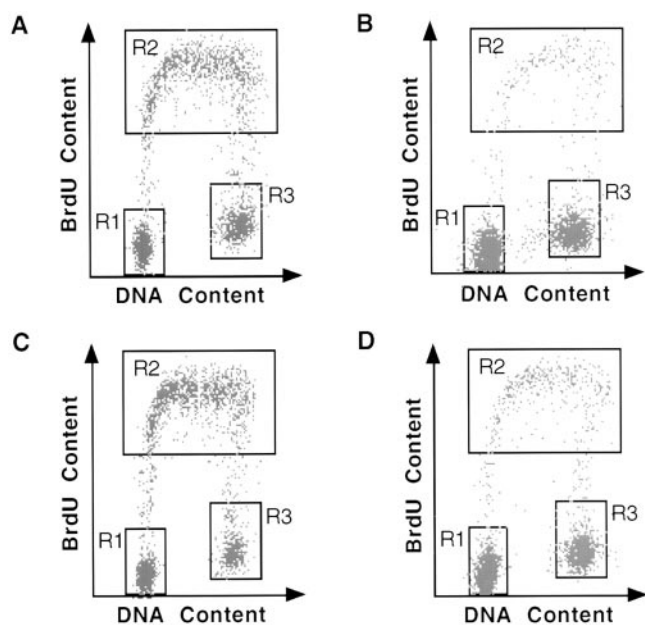 A
R2
R1
R3
BrdU Content
DNA Content
B
R2
R1
R3
BrdU Content
DNA Content
C
R2
R1
R3
BrdU Content
DNA Content
D
R2
R1
R3
BrdU Content
DNA Content